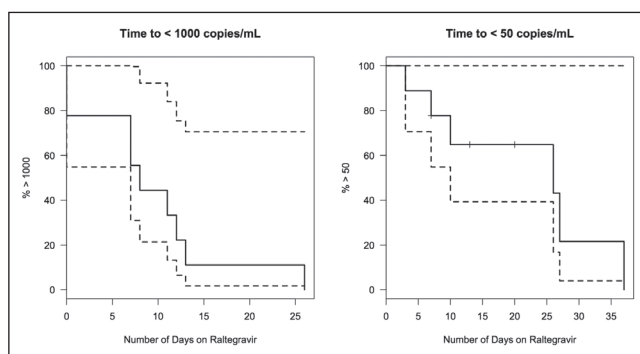 Time to < 1000 copies/mL
% > 1000
100
80
60
40
20
0
0 5 10 15 20 25
Number of Days on Raltegravir
Time to < 50 copies/mL
% > 50
100
80
60
40
20
0
0 5 10 15 20 25 30 35
Number of Days on Raltegravir